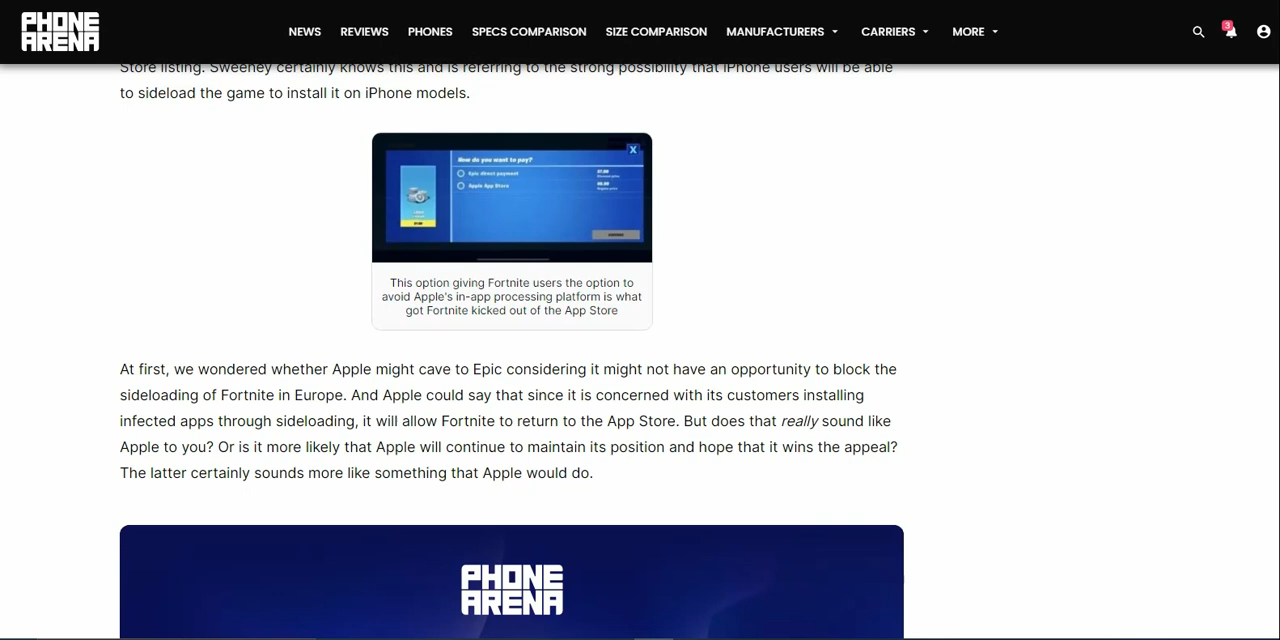 PHONE
ARENA
NEWS REVIEWS PHONES SPECS COMPARISON SIZE COMPARISON MANUFACTURERS CARRIERS MORE 3
Store listing. Sweeney certainly knows this and is referring to the strong possibility that iPhone users will be able
to sideload the game to install it on iPhone models.
How do you want to pay?
X
Epic direct payment
Apple App Store
This option giving Fortnite users the option to
avoid Apple's in-app processing platform is what
got Fortnite kicked out of the App Store
At first, we wondered whether Apple might cave to Epic considering it might not have an opportunity to block the
sideloading of Fortnite in Europe. And Apple could say that since it is concerned with its customers installing
infected apps through sideloading, it will allow Fortnite to return to the App Store. But does that really sound like
Apple to you? Or is it more likely that Apple will continue to maintain its position and hope that it wins the appeal?
The latter certainly sounds more like something that Apple would do.
PHONE
ARENA